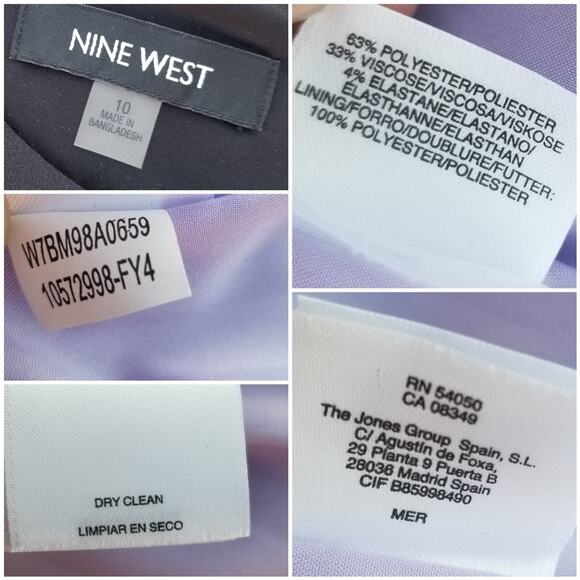 NINE WEST
10
MADE IN
BANGLADESH
63% POLYESTER/POLIESTER
33% VISCOSE/VISCOSA/VISKOSE
4% ELASTANE/ELASTANO/
ELASTHANNE/ELASTHAN
LINING/FORRO/DOUBLURE/FUTTER:
100% POLYESTER/POLIESTER
W7BM98A0659
10572998-FY4
DRY CLEAN
LIMPIAR EN SECO
RN 54050
CA 08349
The Jones Group Spain, S.L.
C/ Agustín de Foxa,
29 Planta 9 Puerta B
28036 Madrid Spain
CIF B85998490
MER